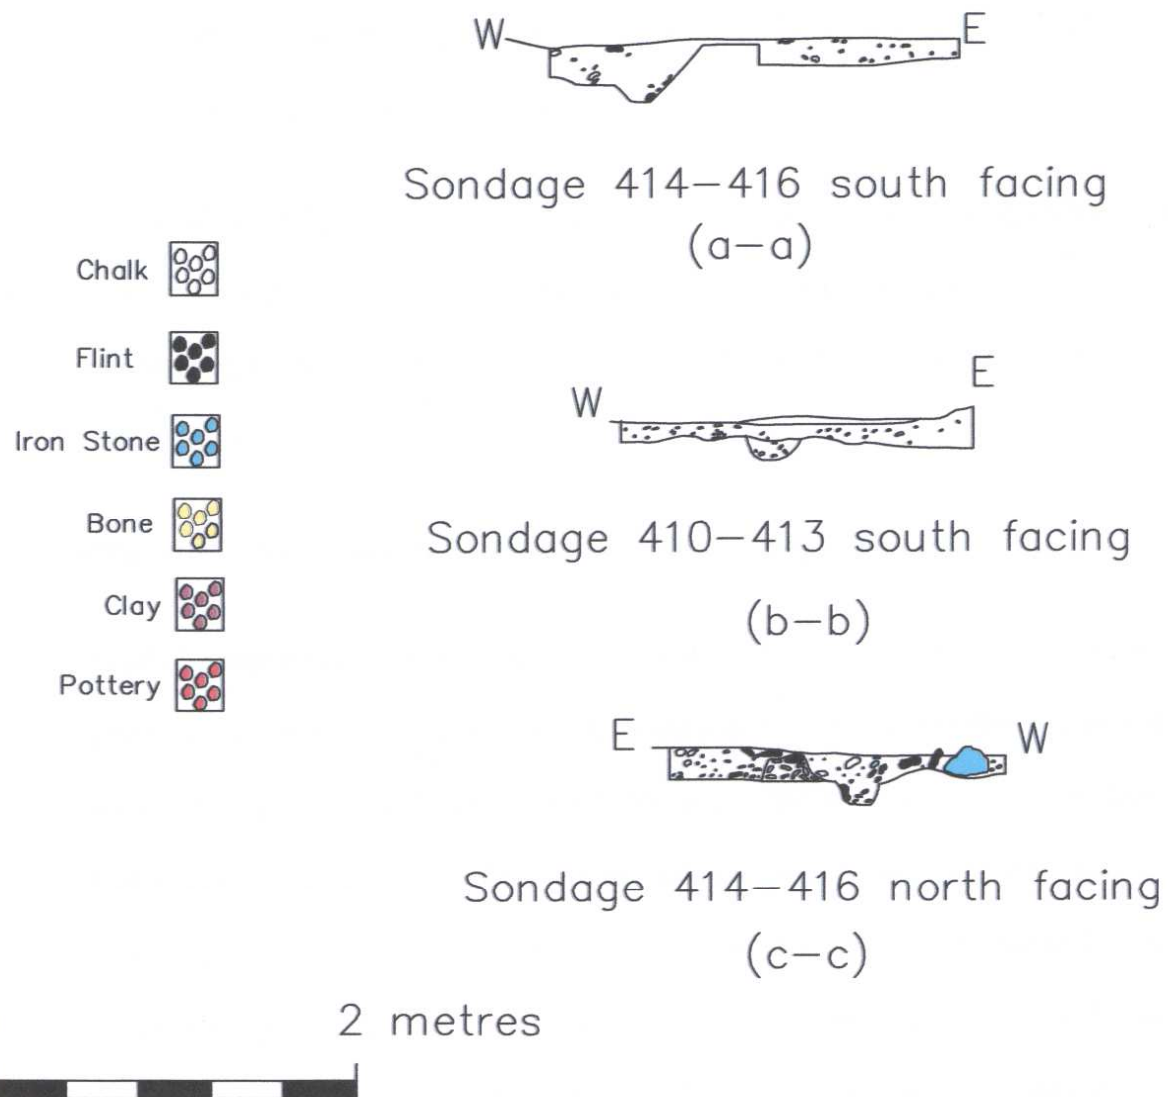 W E
Sondage 414-416 south facing
(a-a)
Chalk
Flint
Iron Stone
Bone
Clay
Pottery
W E
Sondage 410-413 south facing
(b-b)
E W
Sondage 414-416 north facing
(c-c)
2 metres